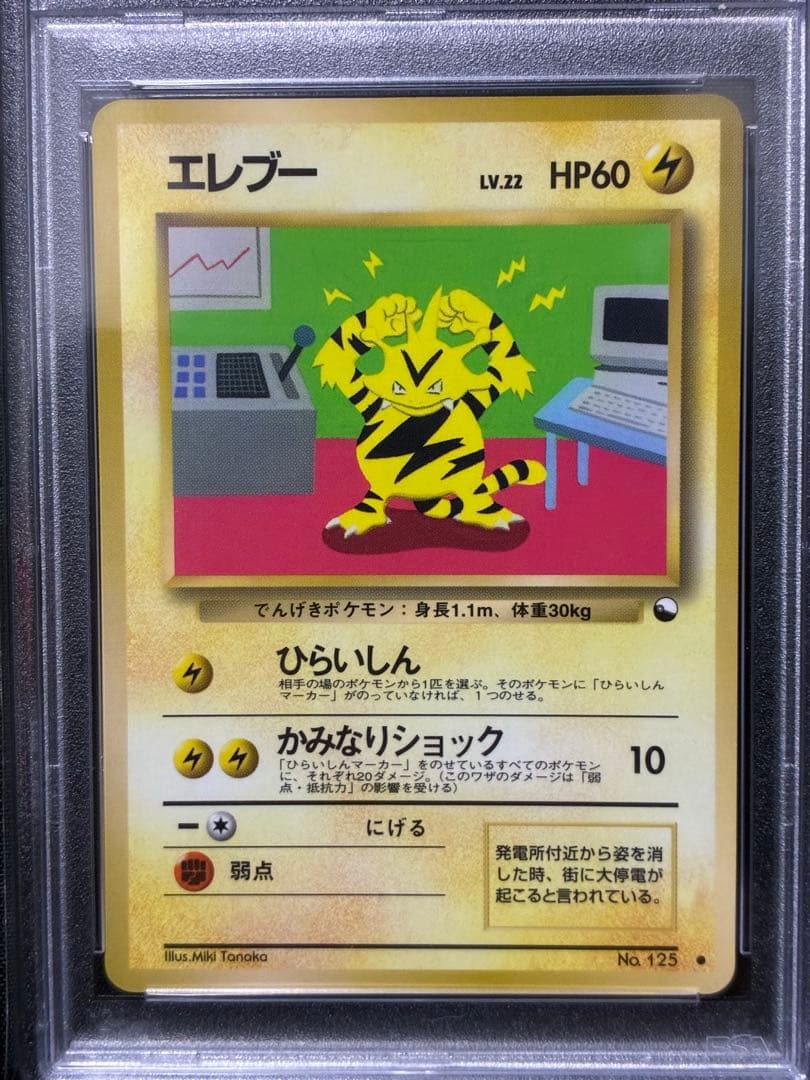 エレブー LV.22 HP60
でんげきポケモン：身長1.1m、体重30kg
ひらいしん
相手の場のポケモンから1匹を選ぶ。そのポケモンに「ひらいしん
マーカー」がのっていなければ、1つのせる。
かみなりショック 10
「ひらいしんマーカー」をのせているすべてのポケモン
に、それぞれ20ダメージ。（このワザのダメージは「弱
点・抵抗力」の影響を受ける）
にげる
弱点
発電所付近から姿を消
した時、街に大停電が
起こると言われている。
Illus.Miki Tanaka No. 125
PSA